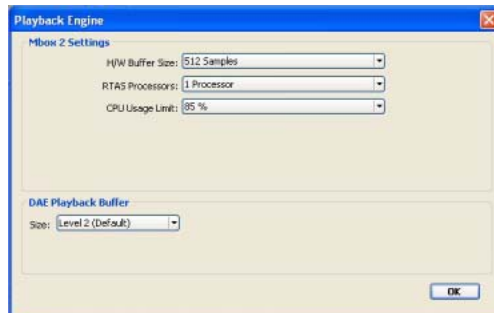 Playback Engine
Mbox 2 Settings
H/W Buffer Size: 512 Samples
RTAS Processors: 1 Processor
CPU Usage Limit: 85 %
DAE Playback Buffer
Size: Level 2 (Default)
OK